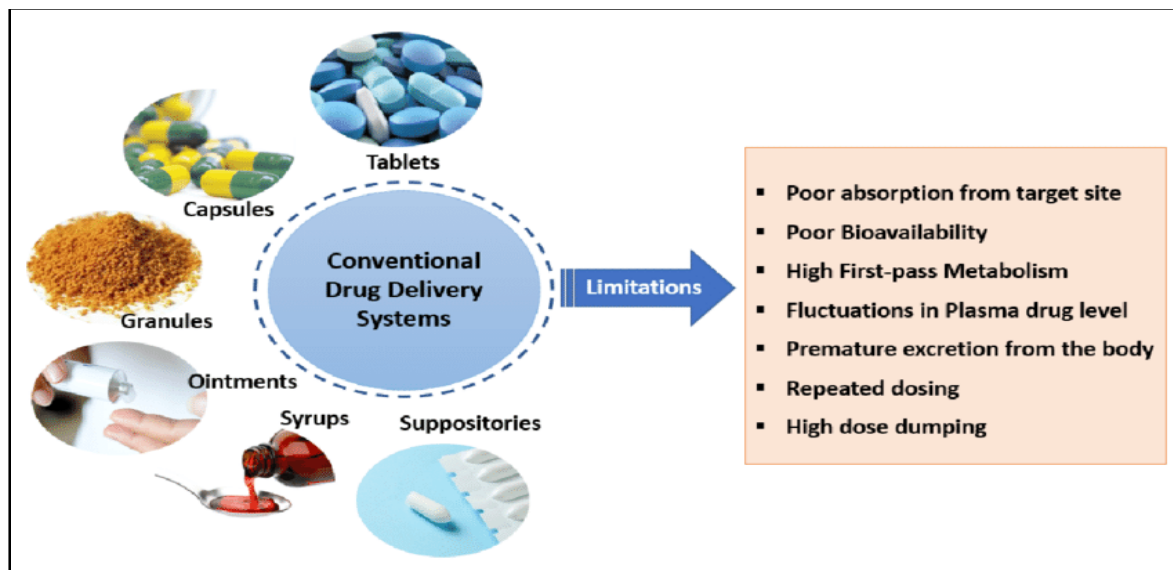 Tablets
Capsules
Granules
Ointments
Syrups
Suppositories
Conventional
Drug Delivery
Systems
Limitations
▪ Poor absorption from target site
▪ Poor Bioavailability
▪ High First-pass Metabolism
▪ Fluctuations in Plasma drug level
▪ Premature excretion from the body
▪ Repeated dosing
▪ High dose dumping